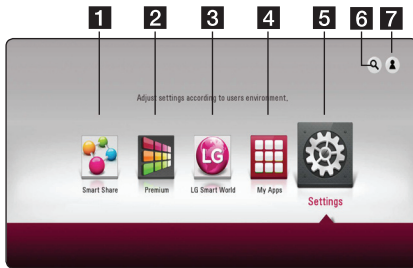 1 2 3 4 5 6 7
Adjust settings according to users environment.
LG
Smart Share Premium LG Smart World My Apps Settings